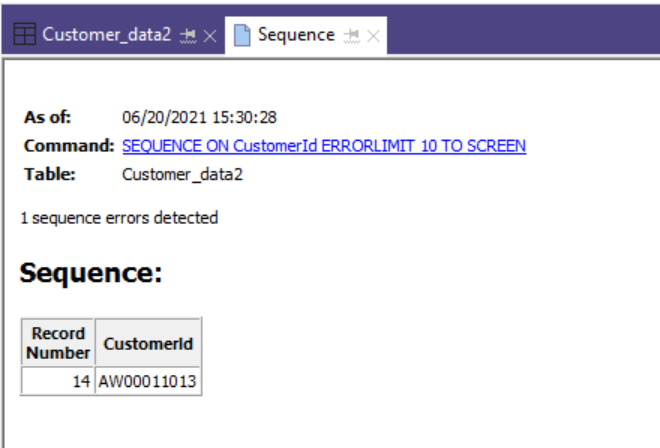 Customer_data2
Sequence
As of: 06/20/2021 15:30:28
Command: SEQUENCE ON CustomerId ERRORLIMIT 10 TO SCREEN
Table: Customer_data2
1 sequence errors detected
Sequence:
Record Number CustomerId
14 AW00011013